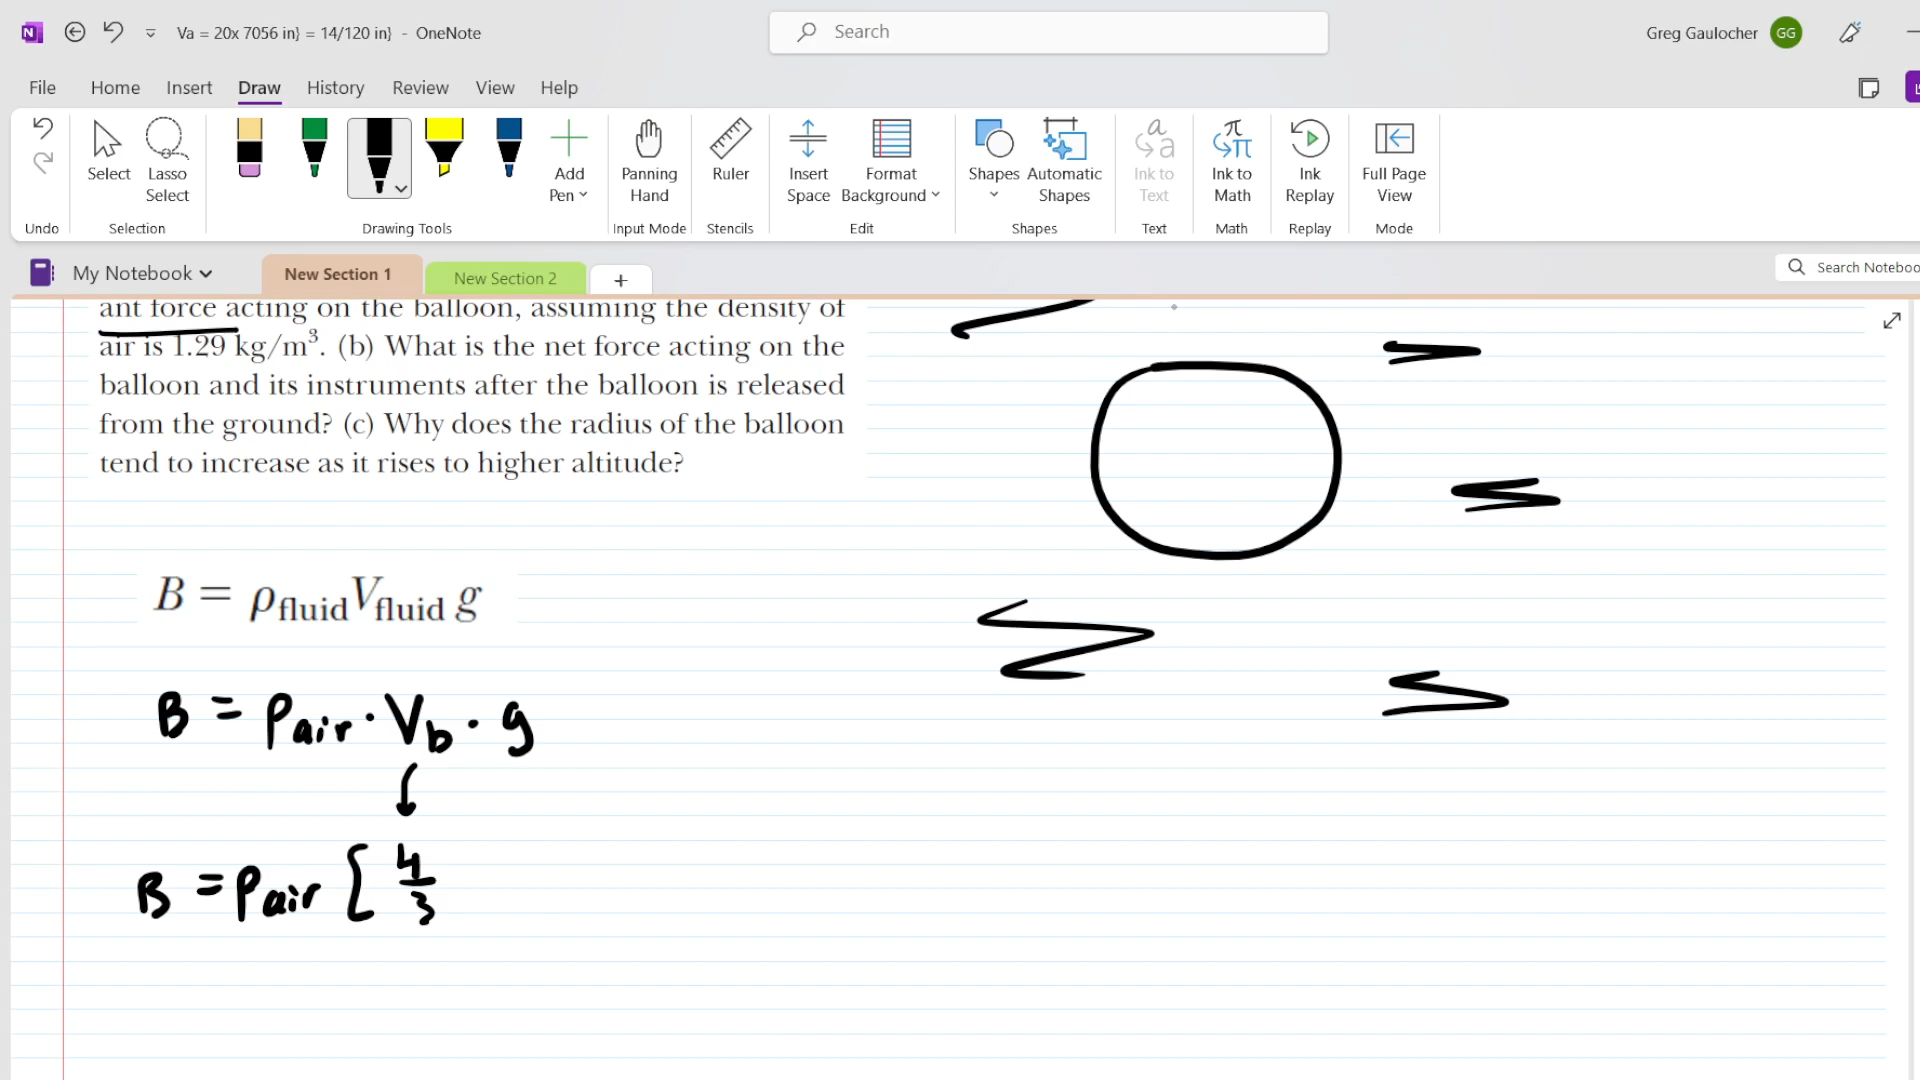 Va = 20x 7056 in} = 14/120 in} - OneNote
Search
Greg Gaulocher GG
File Home Insert Draw History Review View Help
Select
Lasso Select
Add Pen
Panning Hand
Ruler
Insert Space
Format Background
Shapes
Automatic Shapes
Ink to Text
Ink to Math
Ink Replay
Full Page View
Undo Selection Drawing Tools Input Mode Stencils Edit Shapes Text Math Replay Mode
My Notebook New Section 1 New Section 2 + Search Noteboo
ant force acting on the balloon, assuming the density of
air is 1.29 kg/m³. (b) What is the net force acting on the
balloon and its instruments after the balloon is released
from the ground? (c) Why does the radius of the balloon
tend to increase as it rises to higher altitude?
B = ρfluid Vfluid g
B = Pair · Vb · g
B = Pair [ 4/3